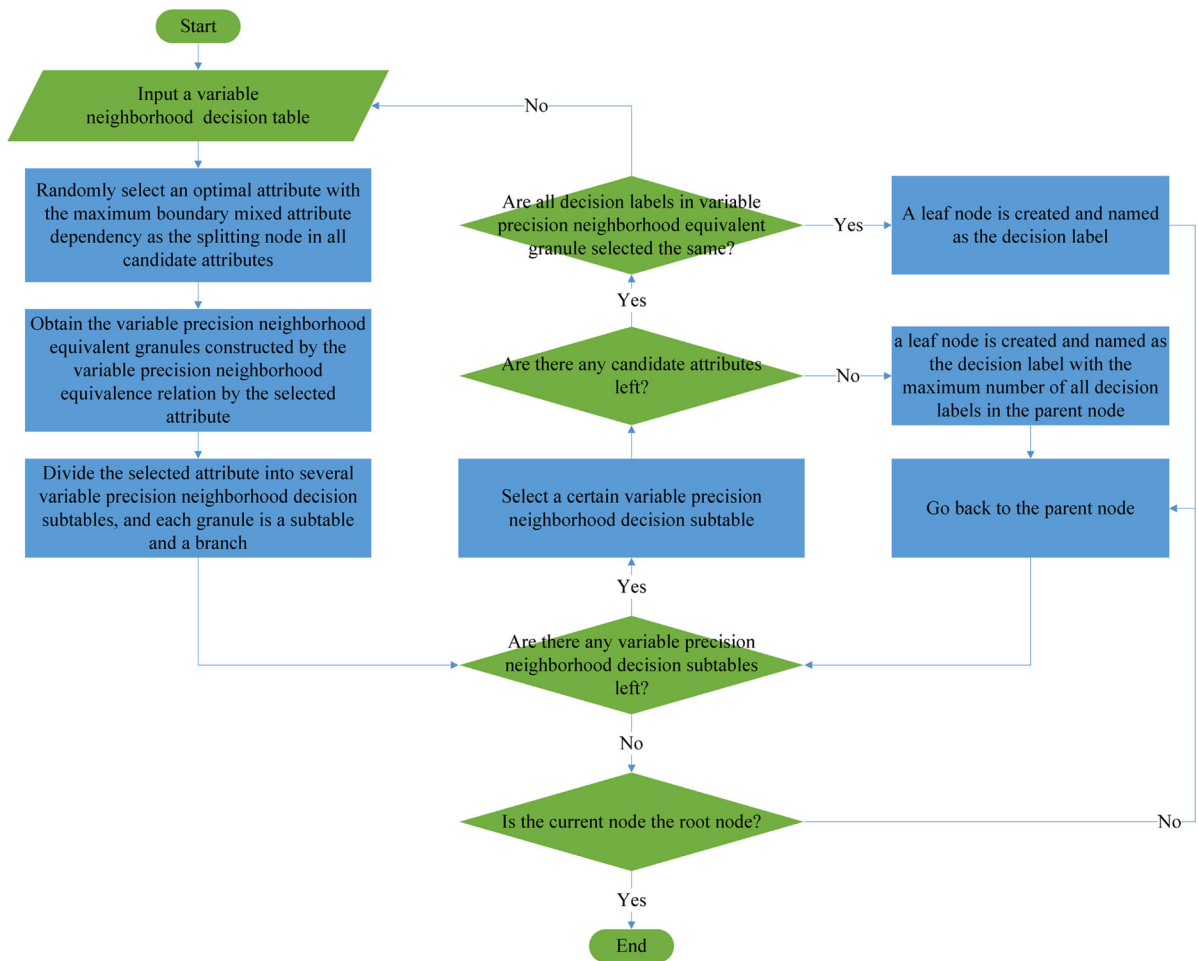 Start
Input a variable
neighborhood decision table
Randomly select an optimal attribute with
the maximum boundary mixed attribute
dependency as the splitting node in all
candidate attributes
Obtain the variable precision neighborhood
equivalent granules constructed by the
variable precision neighborhood
equivalence relation by the selected
attribute
Divide the selected attribute into several
variable precision neighborhood decision
subtables, and each granule is a subtable
and a branch
No
Are all decision labels in variable
precision neighborhood equivalent
granule selected the same?
Yes
A leaf node is created and named
as the decision label
Yes
Are there any candidate attributes
left?
No
a leaf node is created and named as
the decision label with the
maximum number of all decision
labels in the parent node
Select a certain variable precision
neighborhood decision subtable
Go back to the parent node
Yes
Are there any variable precision
neighborhood decision subtables
left?
No
Is the current node the root node?
No
Yes
End